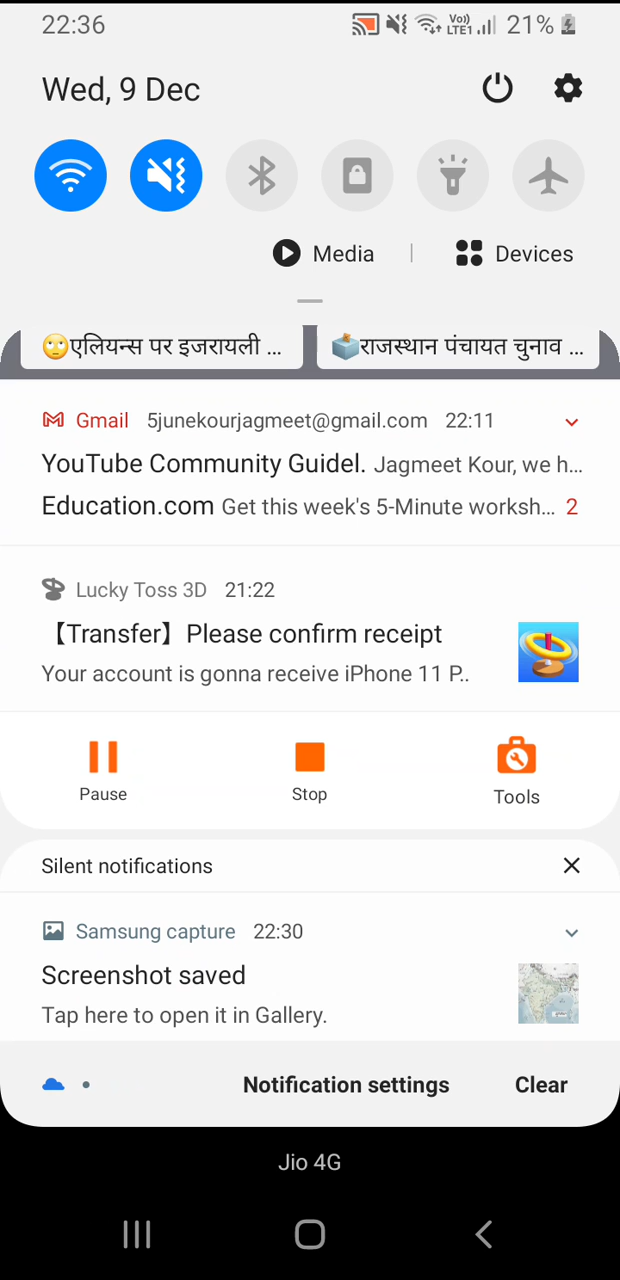 22:36 Vo)) LTE1 21%
Wed, 9 Dec
Media | Devices
🙄एलियन्स पर इजरायली ... 🗳️राजस्थान पंचायत चुनाव ...
Gmail 5junekourjagmeet@gmail.com 22:11
YouTube Community Guidel. Jagmeet Kour, we h...
Education.com Get this week's 5-Minute worksh... 2
Lucky Toss 3D 21:22
【Transfer】Please confirm receipt
Your account is gonna receive iPhone 11 P..
Pause Stop Tools
Silent notifications
Samsung capture 22:30
Screenshot saved
Tap here to open it in Gallery.
Notification settings Clear
Jio 4G